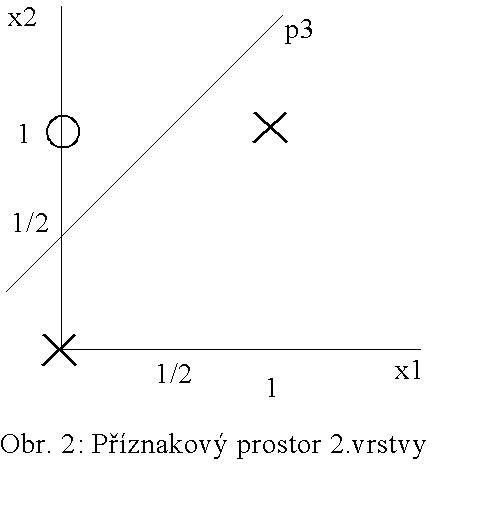 x2
p3
1
1/2
1/2
1
x1
Obr. 2: Příznakový prostor 2.vrstvy